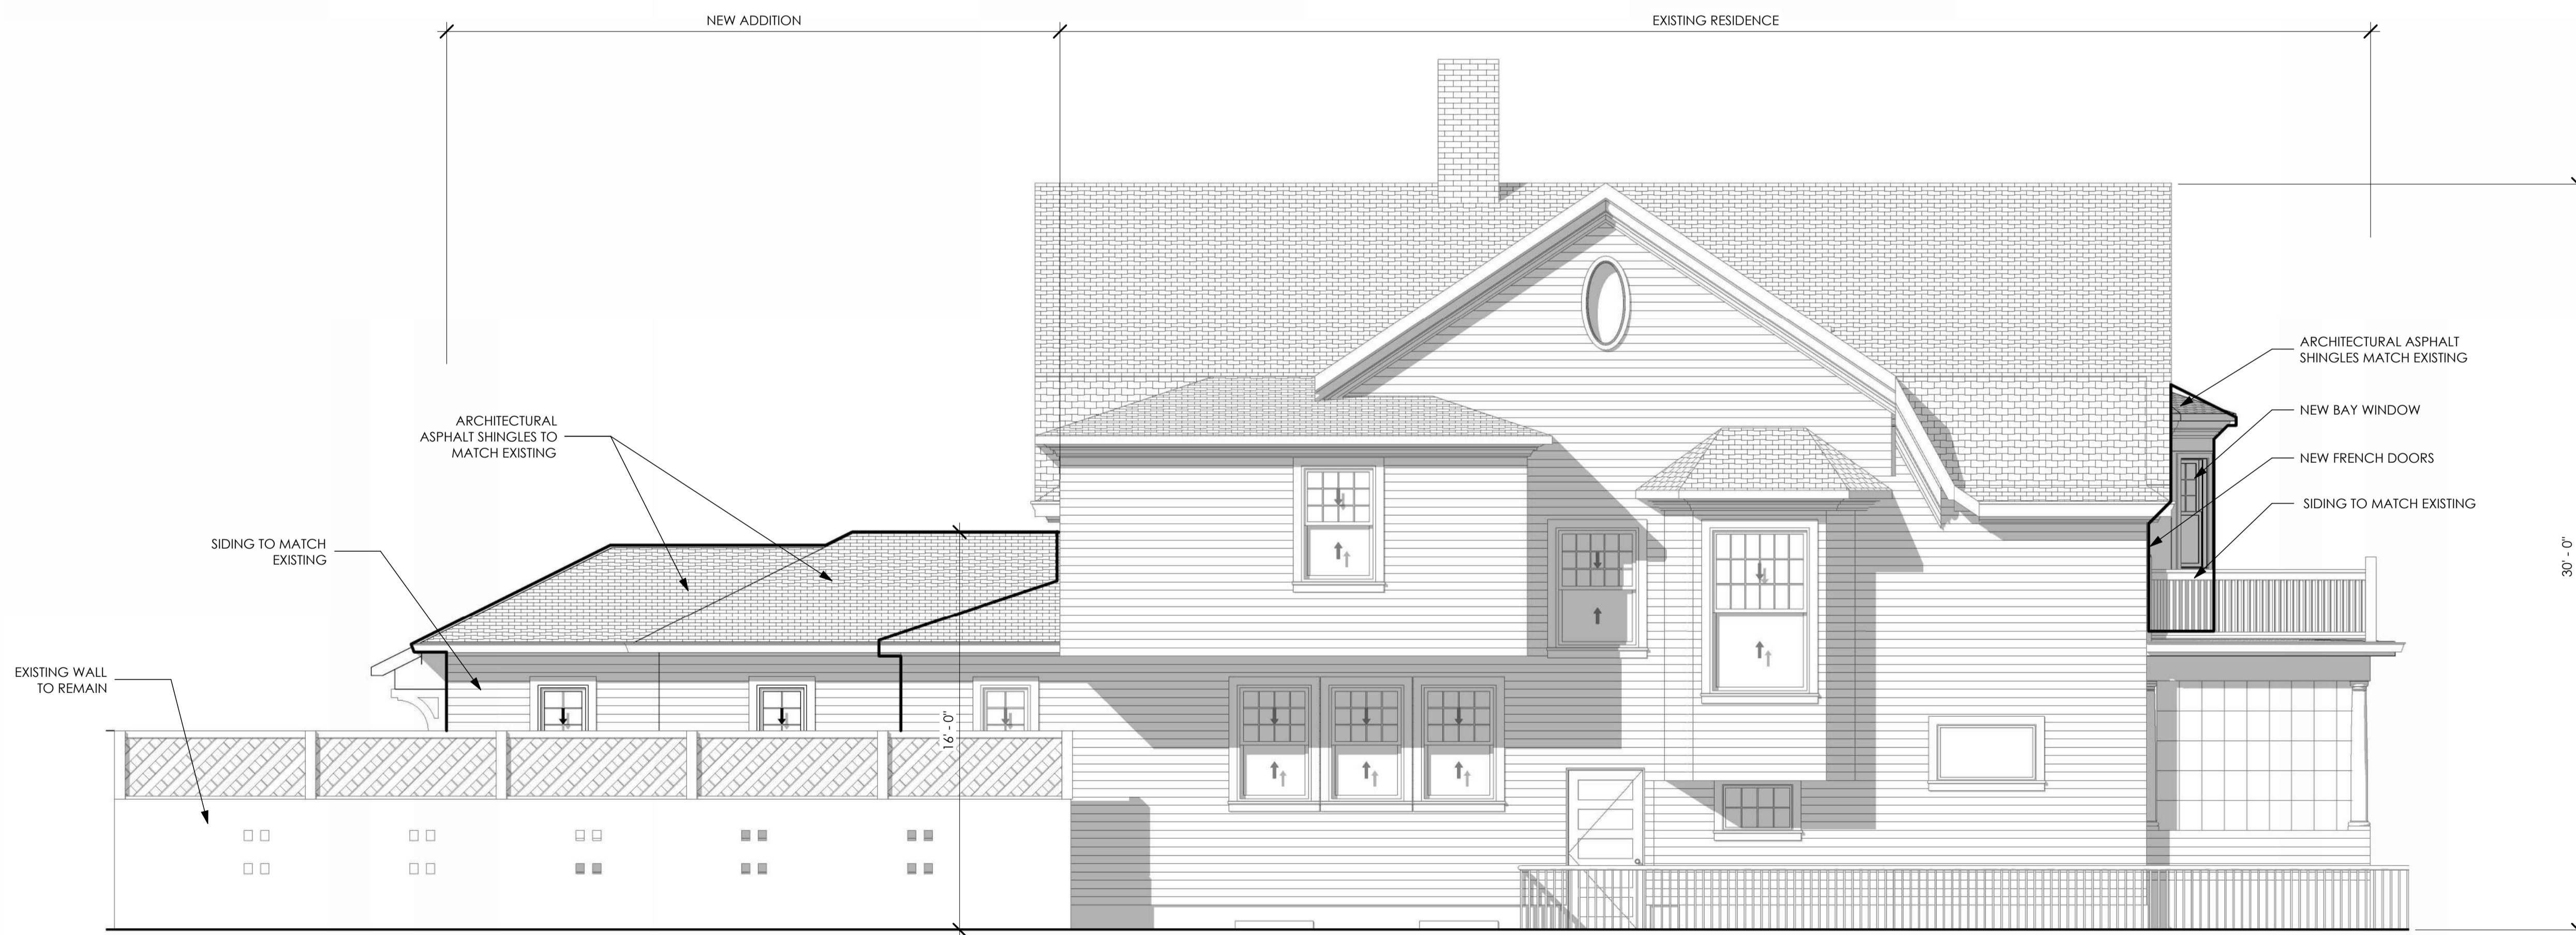 NEW ADDITION
EXISTING RESIDENCE
ARCHITECTURAL ASPHALT
SHINGLES MATCH EXISTING
NEW BAY WINDOW
NEW FRENCH DOORS
SIDING TO MATCH EXISTING
ARCHITECTURAL
ASPHALT SHINGLES TO
MATCH EXISTING
SIDING TO MATCH
EXISTING
EXISTING WALL
TO REMAIN
16' - 0"
30' - 0"